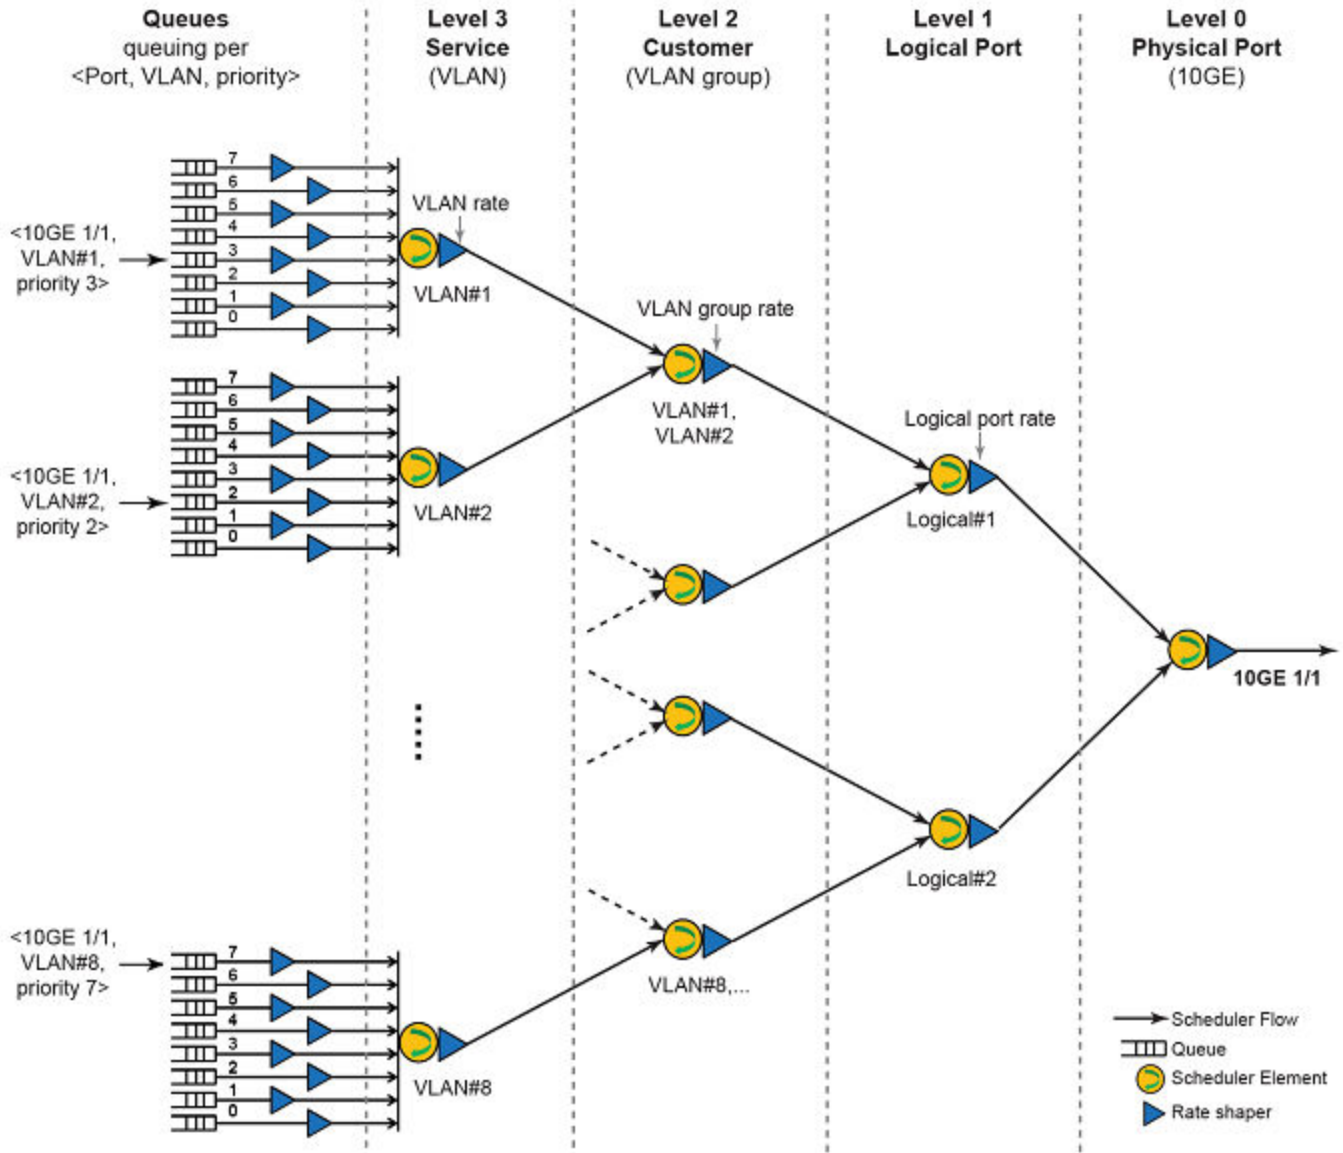 Queues
queuing per
<Port, VLAN, priority>
Level 3
Service
(VLAN)
Level 2
Customer
(VLAN group)
Level 1
Logical Port
Level 0
Physical Port
(10GE)
7
6
5
4
3
2
1
0
<10GE 1/1,
VLAN#1,
priority 3>
VLAN rate
VLAN#1
VLAN group rate
VLAN#1,
VLAN#2
7
6
5
4
3
2
1
0
<10GE 1/1,
VLAN#2,
priority 2>
VLAN#2
Logical port rate
Logical#1
10GE 1/1
Logical#2
<10GE 1/1,
VLAN#8,
priority 7>
7
6
5
4
3
2
1
0
VLAN#8
VLAN#8,...
Scheduler Flow
Queue
Scheduler Element
Rate shaper